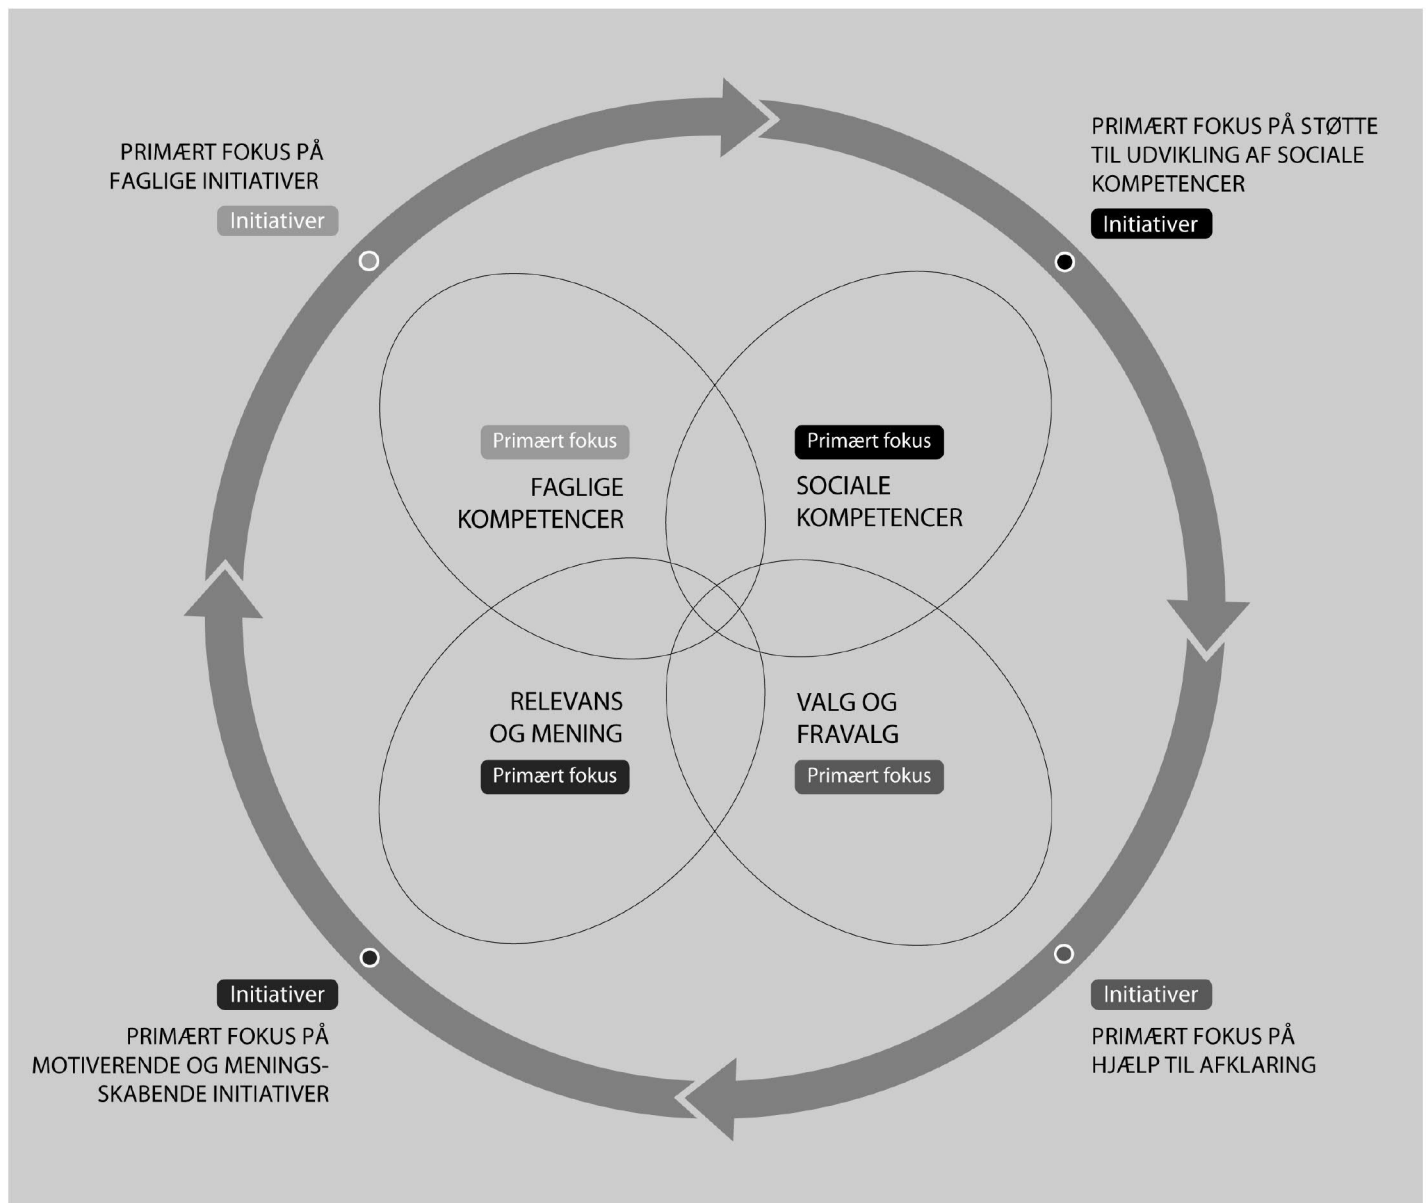 PRIMÆRT FOKUS PÅ
FAGLIGE INITIATIVER
Initiativer
PRIMÆRT FOKUS PÅ STØTTE
TIL UDVIKLING AF SOCIALE
KOMPETENCER
Initiativer
Primært fokus
FAGLIGE
KOMPETENCER
Primært fokus
SOCIALE
KOMPETENCER
RELEVANS
OG MENING
Primært fokus
VALG OG
FRAVALG
Primært fokus
Initiativer
PRIMÆRT FOKUS PÅ
MOTIVERENDE OG MENINGS-
SKABENDE INITIATIVER
Initiativer
PRIMÆRT FOKUS PÅ
HJÆLP TIL AFKLARING